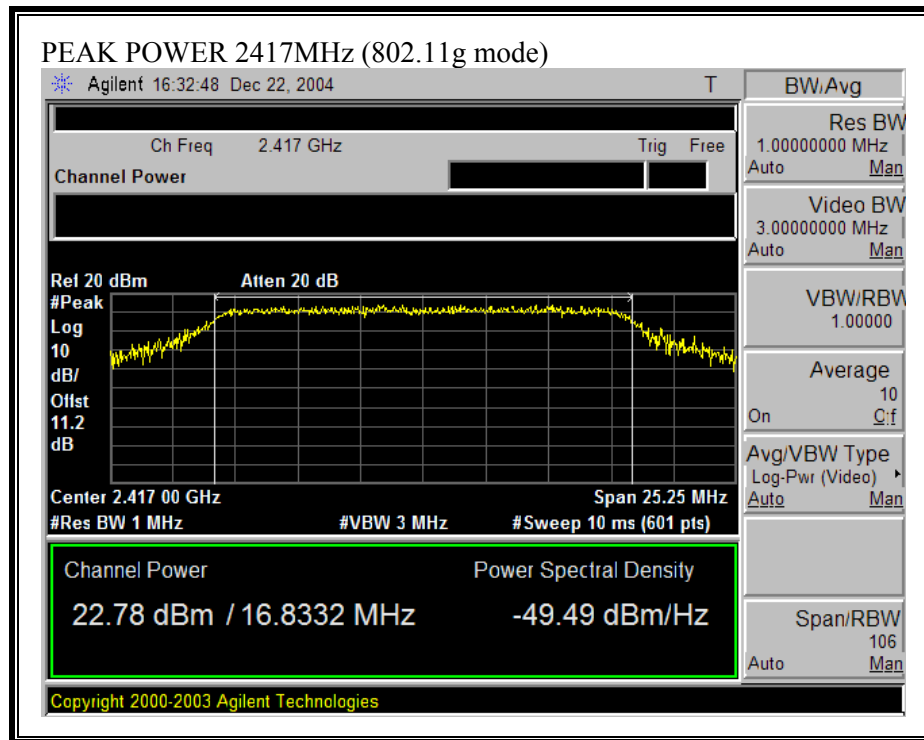 PEAK POWER 2417MHz (802.11g mode)
Agilent 16:32:48 Dec 22, 2004 T
BW/Avg
Ch Freq 2.417 GHz Trig Free
Channel Power
Res BW
1.00000000 MHz
Auto Man
Video BW
3.00000000 MHz
Auto Man
VBW/RBW
1.00000
Average
10
On Off
Avg/VBW Type
Log-Pwr (Video)
Auto Man
Span/RBW
106
Auto Man
Ref 20 dBm Atten 20 dB
#Peak
Log
10
dB/
Offst
11.2
dB
Center 2.417 00 GHz Span 25.25 MHz
#Res BW 1 MHz #VBW 3 MHz #Sweep 10 ms (601 pts)
Channel Power Power Spectral Density
22.78 dBm / 16.8332 MHz -49.49 dBm/Hz
Copyright 2000-2003 Agilent Technologies